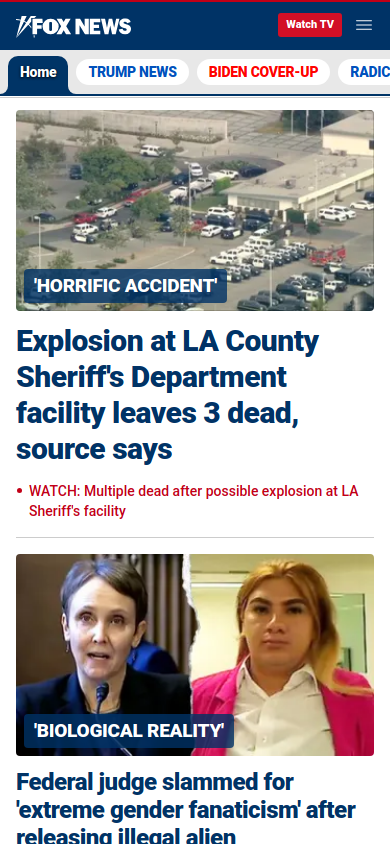 FOX NEWS
Watch TV
Home
TRUMP NEWS
BIDEN COVER-UP
RADIC
'HORRIFIC ACCIDENT'
Explosion at LA County
Sheriff's Department
facility leaves 3 dead,
source says
• WATCH: Multiple dead after possible explosion at LA
Sheriff's facility
'BIOLOGICAL REALITY'
Federal judge slammed for
'extreme gender fanaticism' after
releasing illegal alien